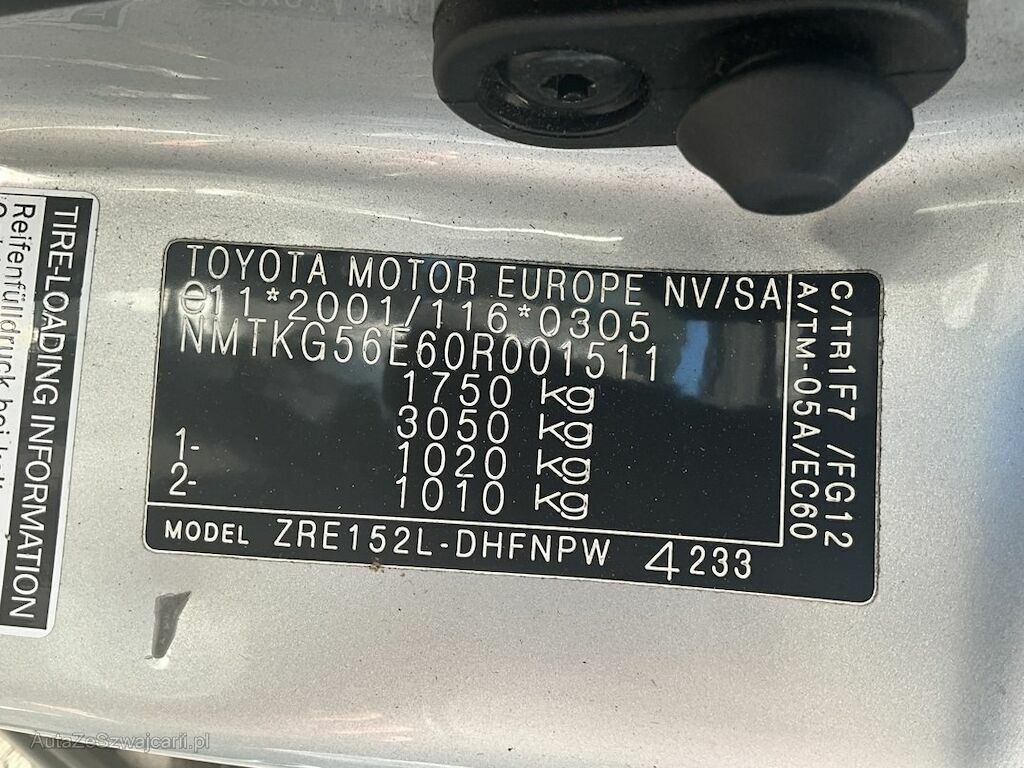 TIRE-LOADING INFORMATION
Reifenfülldruck bei
TOYOTA MOTOR EUROPE NV/SA
e11*2001/116*0305
NMTKG56E60R001511
1750 kg
3050 kg
1- 1020 kg
2- 1010 kg
C/TR1F7 /FG12
A/TM-05A/EC60
MODEL ZRE152L-DHFNPW 4233
AutaZeSzwajcarii.pl